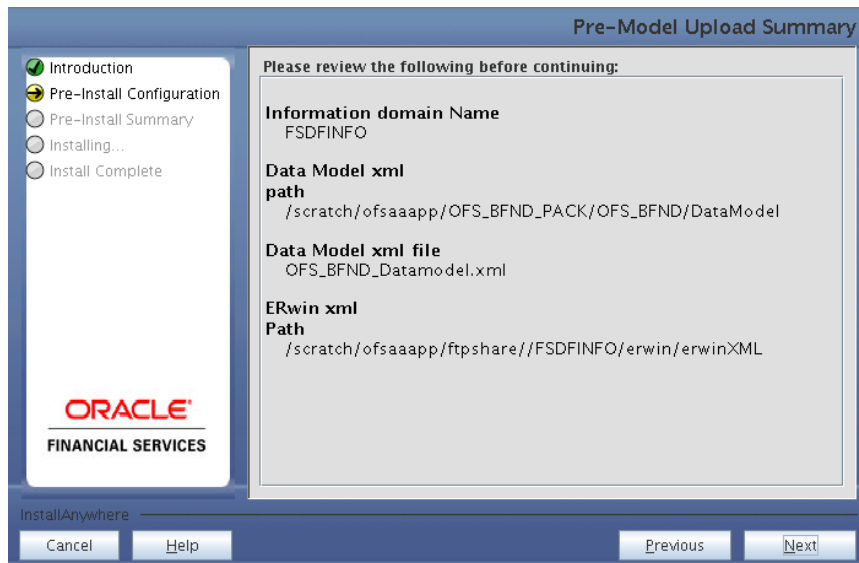 Pre-Model Upload Summary
Introduction
Pre-Install Configuration
Pre-Install Summary
Installing...
Install Complete
Please review the following before continuing:
Information domain Name
FSDFINFO
Data Model xml
path
/scratch/ofsaaapp/OFS_BFND_PACK/OFS_BFND/DataModel
Data Model xml file
OFS_BFND_Datamodel.xml
ERwin xml
Path
/scratch/ofsaaapp/ftpshare//FSDFINFO/erwin/erwinXML
ORACLE
FINANCIAL SERVICES
InstallAnywhere
Cancel
Help
Previous
Next